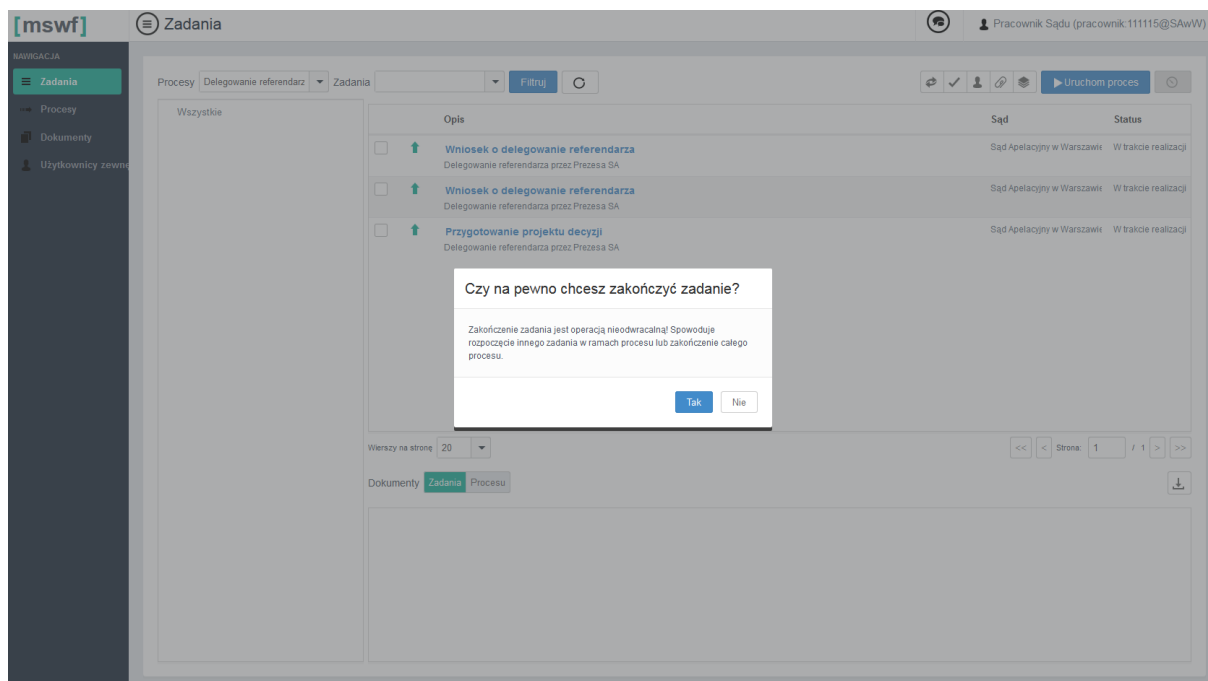 [mswf]
Zadania
Pracownik Sądu (pracownik:111115@SAwW)
NAWIGACJA
Zadania
Procesy
Dokumenty
Użytkownicy zewnę
Procesy Delegowanie referendarz Zadania Filtruj Uruchom proces
Wszystkie
Opis Sąd Status
Wniosek o delegowanie referendarza Sąd Apelacyjny w Warszawie W trakcie realizacji
Delegowanie referendarza przez Prezesa SA
Wniosek o delegowanie referendarza Sąd Apelacyjny w Warszawie W trakcie realizacji
Delegowanie referendarza przez Prezesa SA
Przygotowanie projektu decyzji Sąd Apelacyjny w Warszawie W trakcie realizacji
Delegowanie referendarza przez Prezesa SA
Czy na pewno chcesz zakończyć zadanie?
Zakończenie zadania jest operacją nieodwracalną! Spowoduje
rozpoczęcie innego zadania w ramach procesu lub zakończenie całego
procesu.
Tak Nie
Wierszy na stronę 20 << < Strona: 1 / 1 > >>
Dokumenty Zadania Procesu